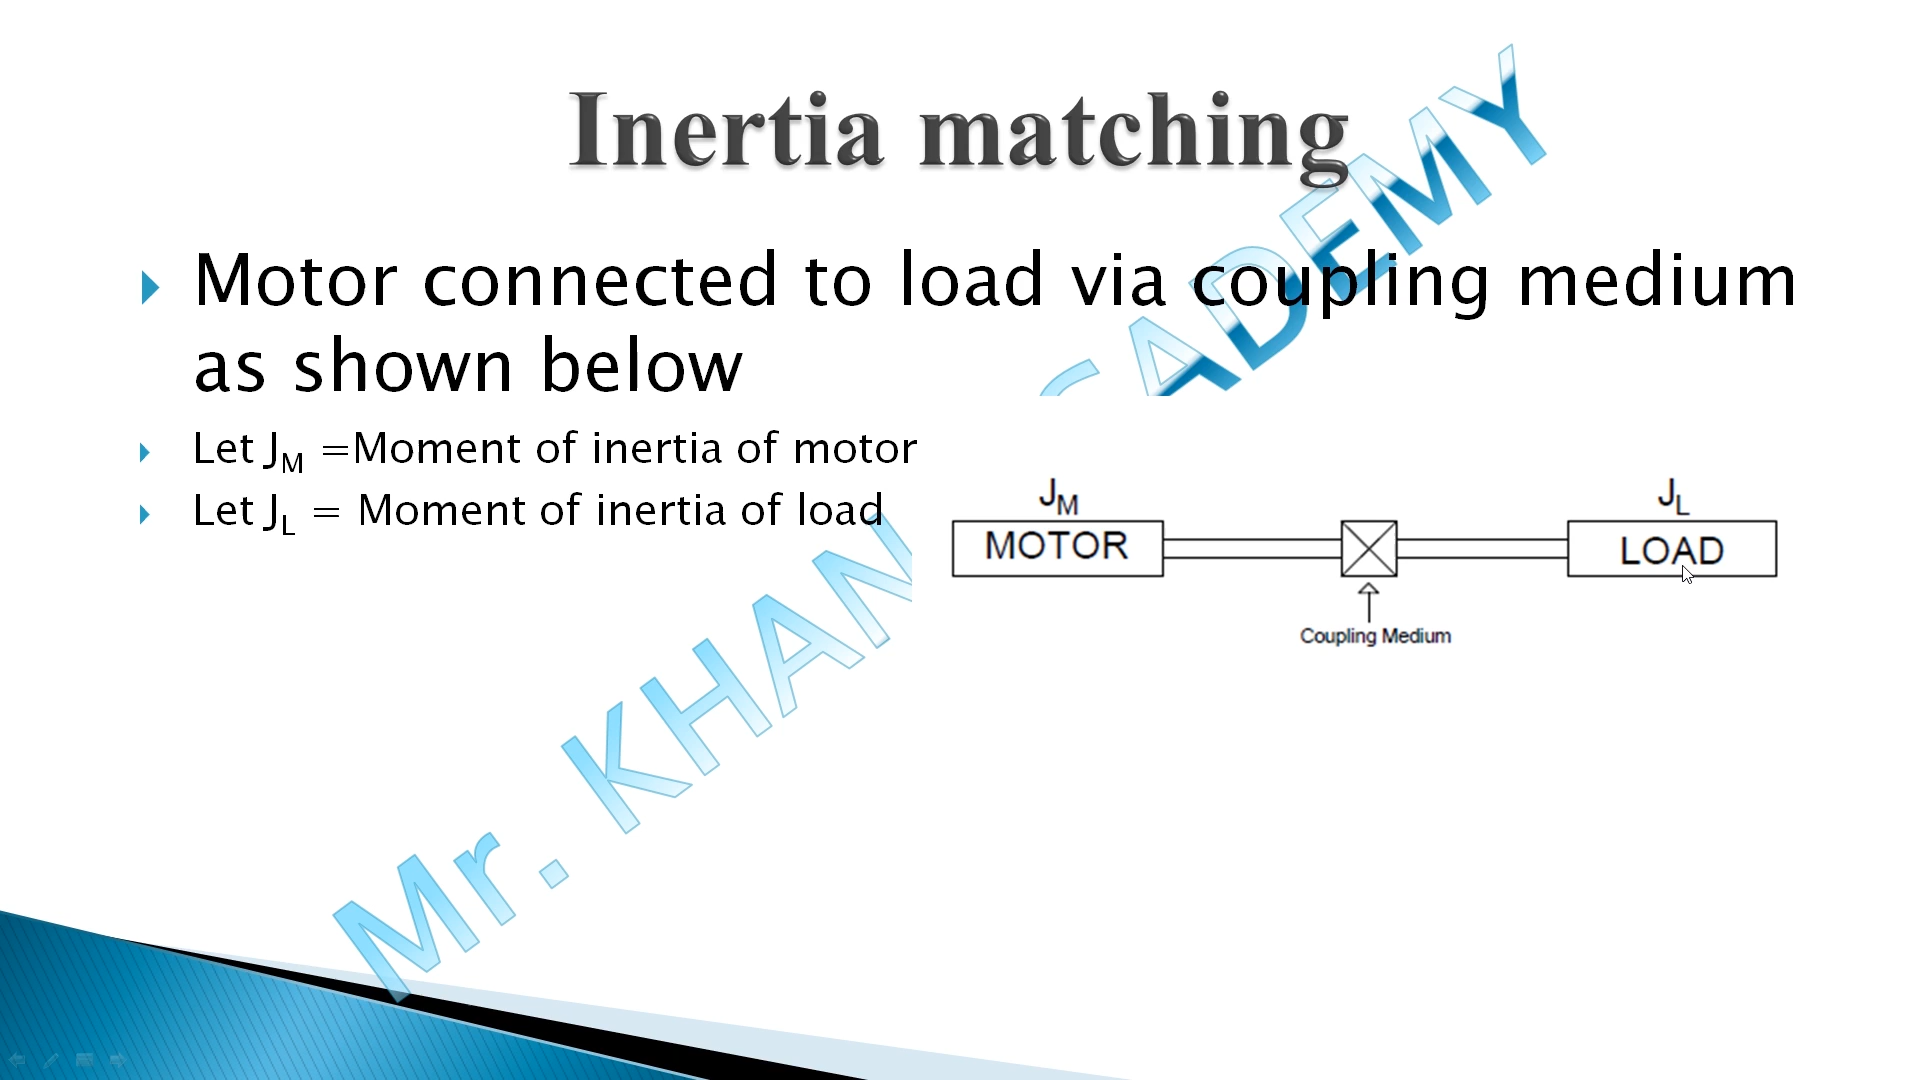 Inertia matching
Motor connected to load via coupling medium
as shown below
Let J_M =Moment of inertia of motor
Let J_L = Moment of inertia of load
J_M
J_L
MOTOR
LOAD
Coupling Medium
Mr. KHAN CADEMY